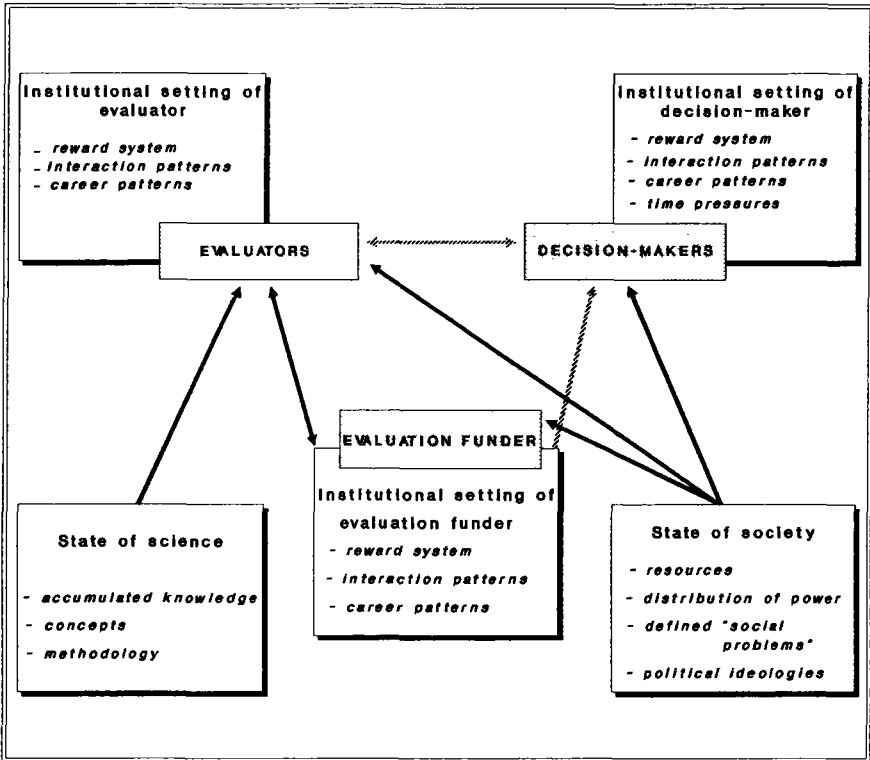 Institutional setting of
evaluator
- reward system
- interaction patterns
- career patterns
EVALUATORS
Institutional setting of
decision-maker
- reward system
- interaction patterns
- career patterns
- time pressures
DECISION-MAKERS
EVALUATION FUNDER
Institutional setting of
evaluation funder
- reward system
- interaction patterns
- career patterns
State of science
- accumulated knowledge
- concepts
- methodology
State of society
- resources
- distribution of power
- defined "social
problems"
- political ideologies